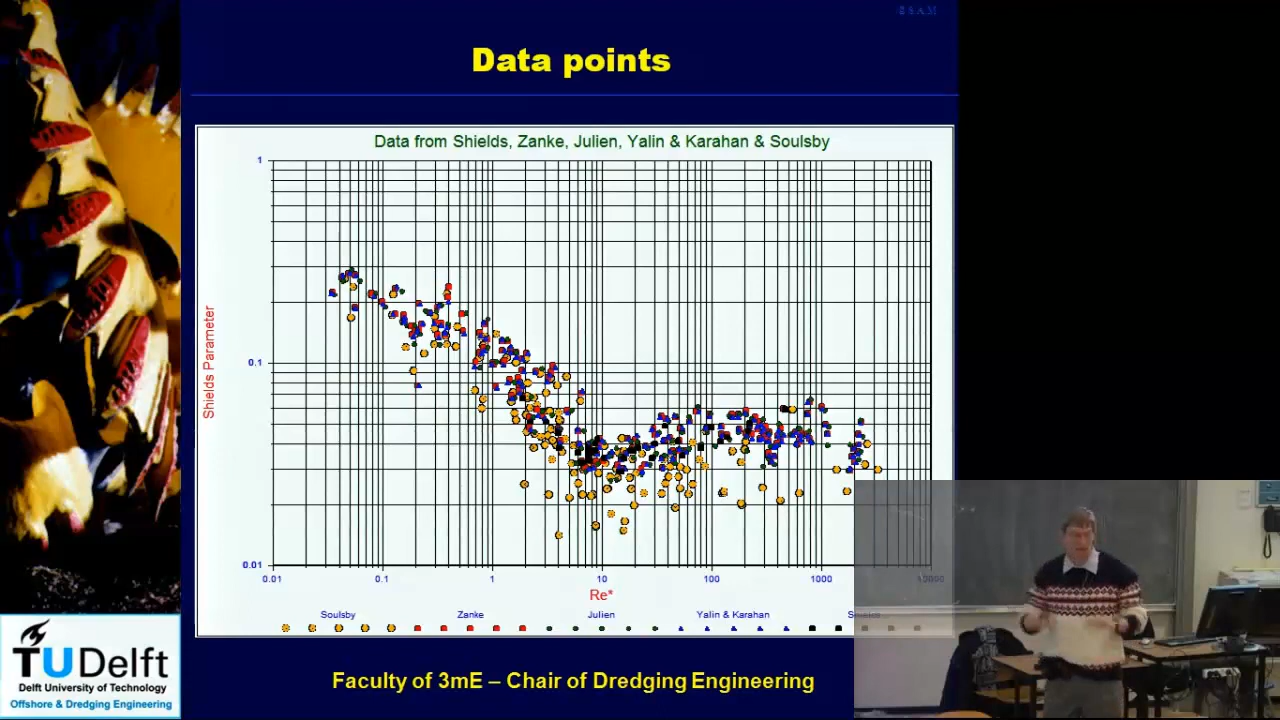 Data points
Data from Shields, Zanke, Julien, Yalin & Karahan & Soulsby
1
0.1
0.01
Shields Parameter
0.01 0.1 1 10 100 1000 10000
Re*
Soulsby Zanke Julien Yalin & Karahan Shields
TU Delft
Delft University of Technology
Offshore & Dredging Engineering
Faculty of 3mE – Chair of Dredging Engineering